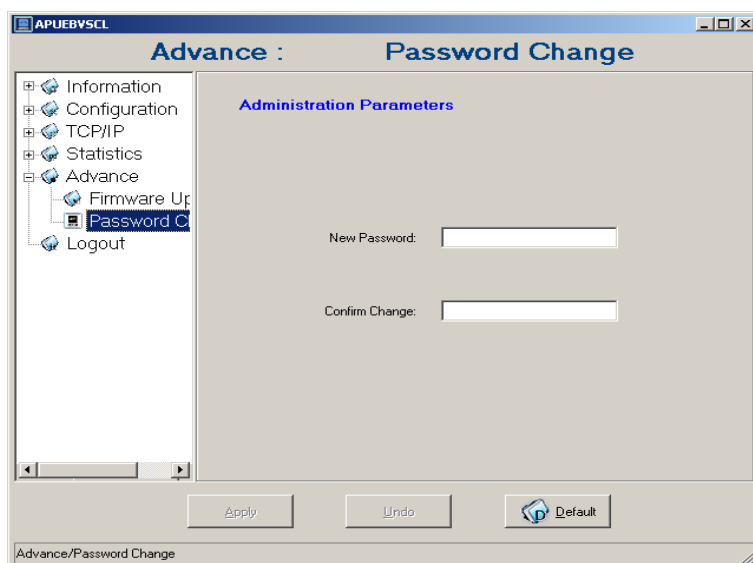 APUEBVSCL
Advance : Password Change
Information
Configuration
TCP/IP
Statistics
Advance
Firmware Up
Password Cl
Logout
Administration Parameters
New Password:
Confirm Change:
Apply
Undo
D Default
Advance/Password Change